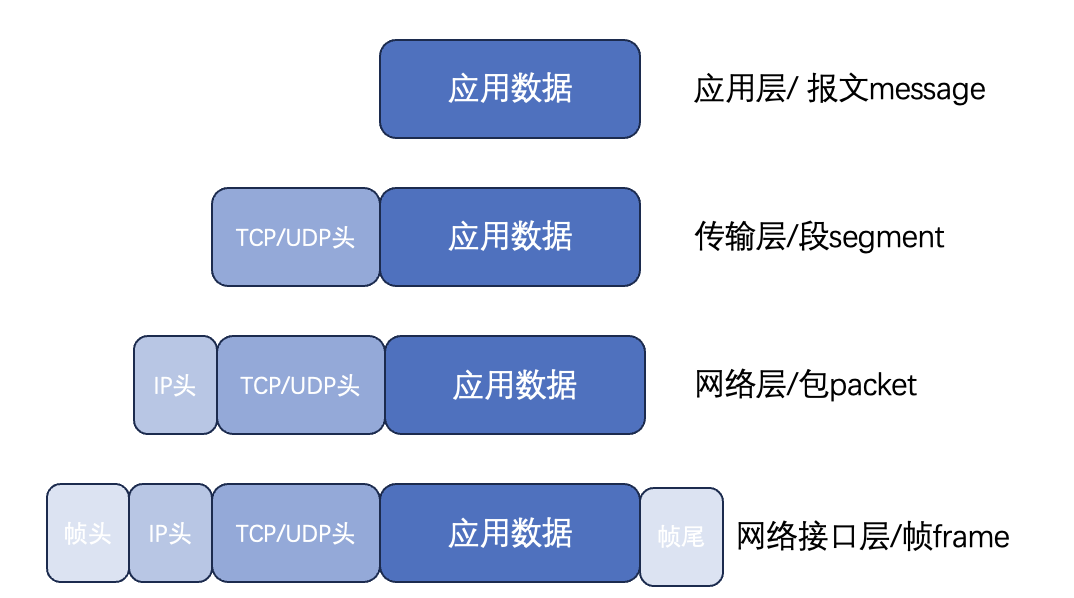 应用数据 应用层/ 报文message
TCP/UDP头 应用数据 传输层/段segment
IP头 TCP/UDP头 应用数据 网络层/包packet
帧头 IP头 TCP/UDP头 应用数据 帧尾 网络接口层/帧frame